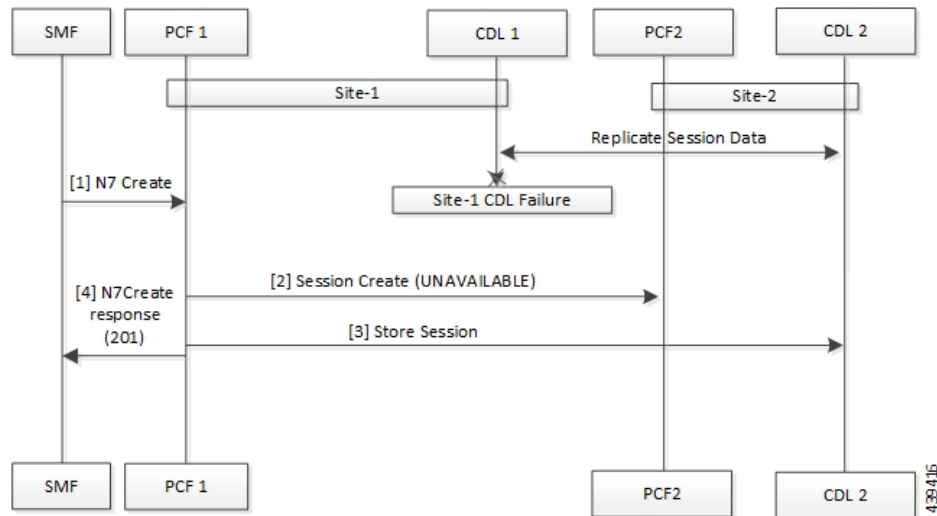 SMF
PCF 1
CDL 1
PCF2
CDL 2
Site-1
Site-2
Replicate Session Data
[1] N7 Create
Site-1 CDL Failure
[2] Session Create (UNAVAILABLE)
[4] N7Create
response
(201)
[3] Store Session
SMF
PCF 1
PCF2
CDL 2
439416